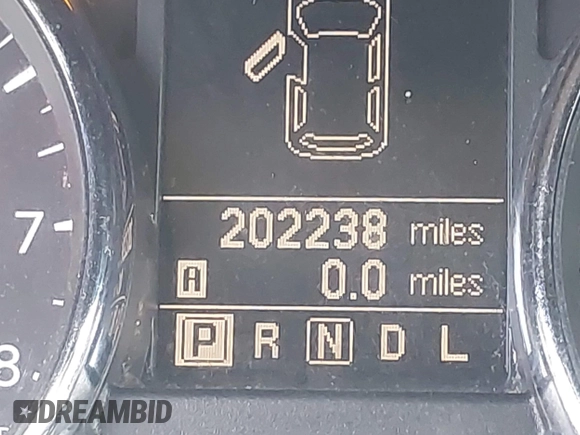 7
202238 miles
A 0.0 miles
P R N D L
8
DREAMBID